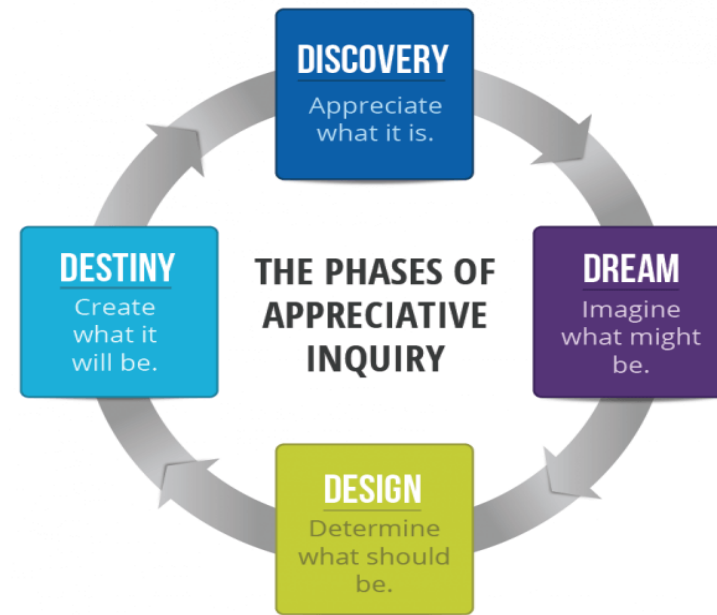 DISCOVERY
Appreciate
what it is.
DESTINY
Create
what it
will be.
THE PHASES OF
APPRECIATIVE
INQUIRY
DREAM
Imagine
what might
be.
DESIGN
Determine
what should
be.